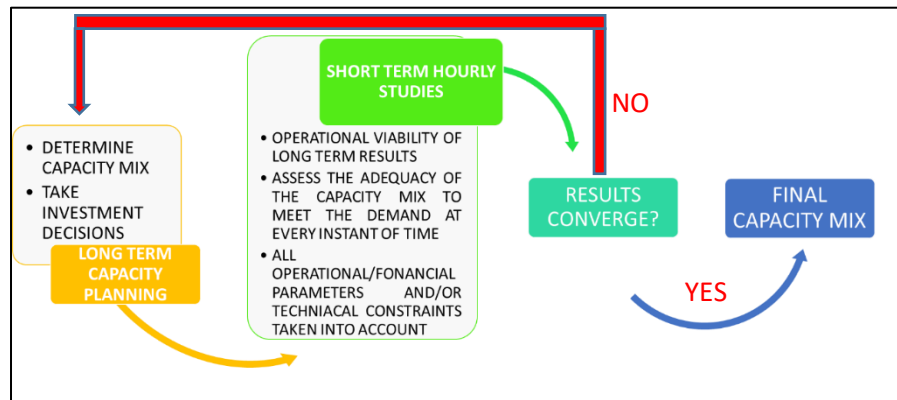 • DETERMINE CAPACITY MIX
• TAKE
INVESTMENT
DECISIONS
LONG TERM
CAPACITY
PLANNING
SHORT TERM HOURLY
STUDIES
• OPERATIONAL VIABILITY OF
LONG TERM RESULTS
• ASSESS THE ADEQUACY OF
THE CAPACITY MIX TO
MEET THE DEMAND AT
EVERY INSTANT OF TIME
• ALL
OPERATIONAL/FONANCIAL
PARAMETERS AND/OR
TECHNIACAL CONSTRAINTS
TAKEN INTO ACCOUNT
NO
RESULTS
CONVERGE?
YES
FINAL
CAPACITY MIX